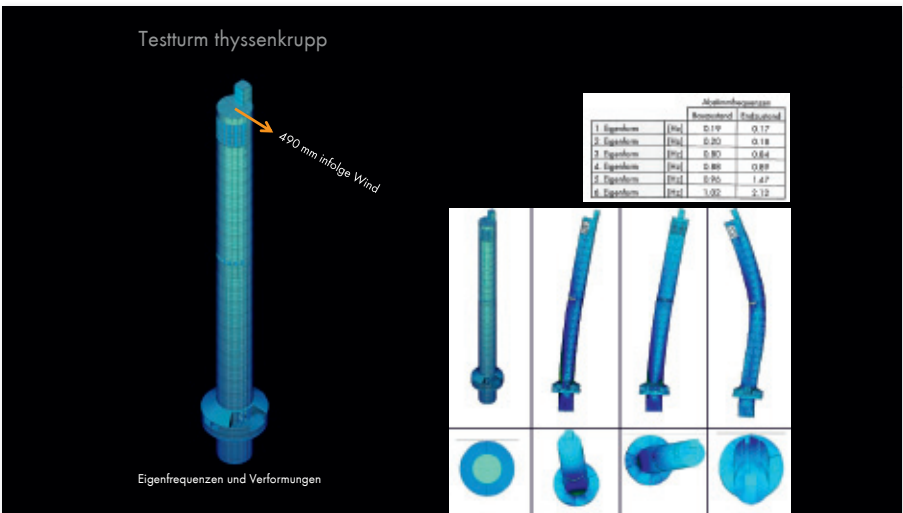 Testturm thyssenkrupp
490 mm infolge Wind
Abstimmfrequenzen
Bauzustand Endzustand
1. Eigenform [Hz] 0.19 0.17
2. Eigenform [Hz] 0.20 0.18
3. Eigenform [Hz] 0.80 0.84
4. Eigenform [Hz] 0.88 0.89
5. Eigenform [Hz] 0.96 1.47
6. Eigenform [Hz] 1.02 2.12
Eigenfrequenzen und Verformungen